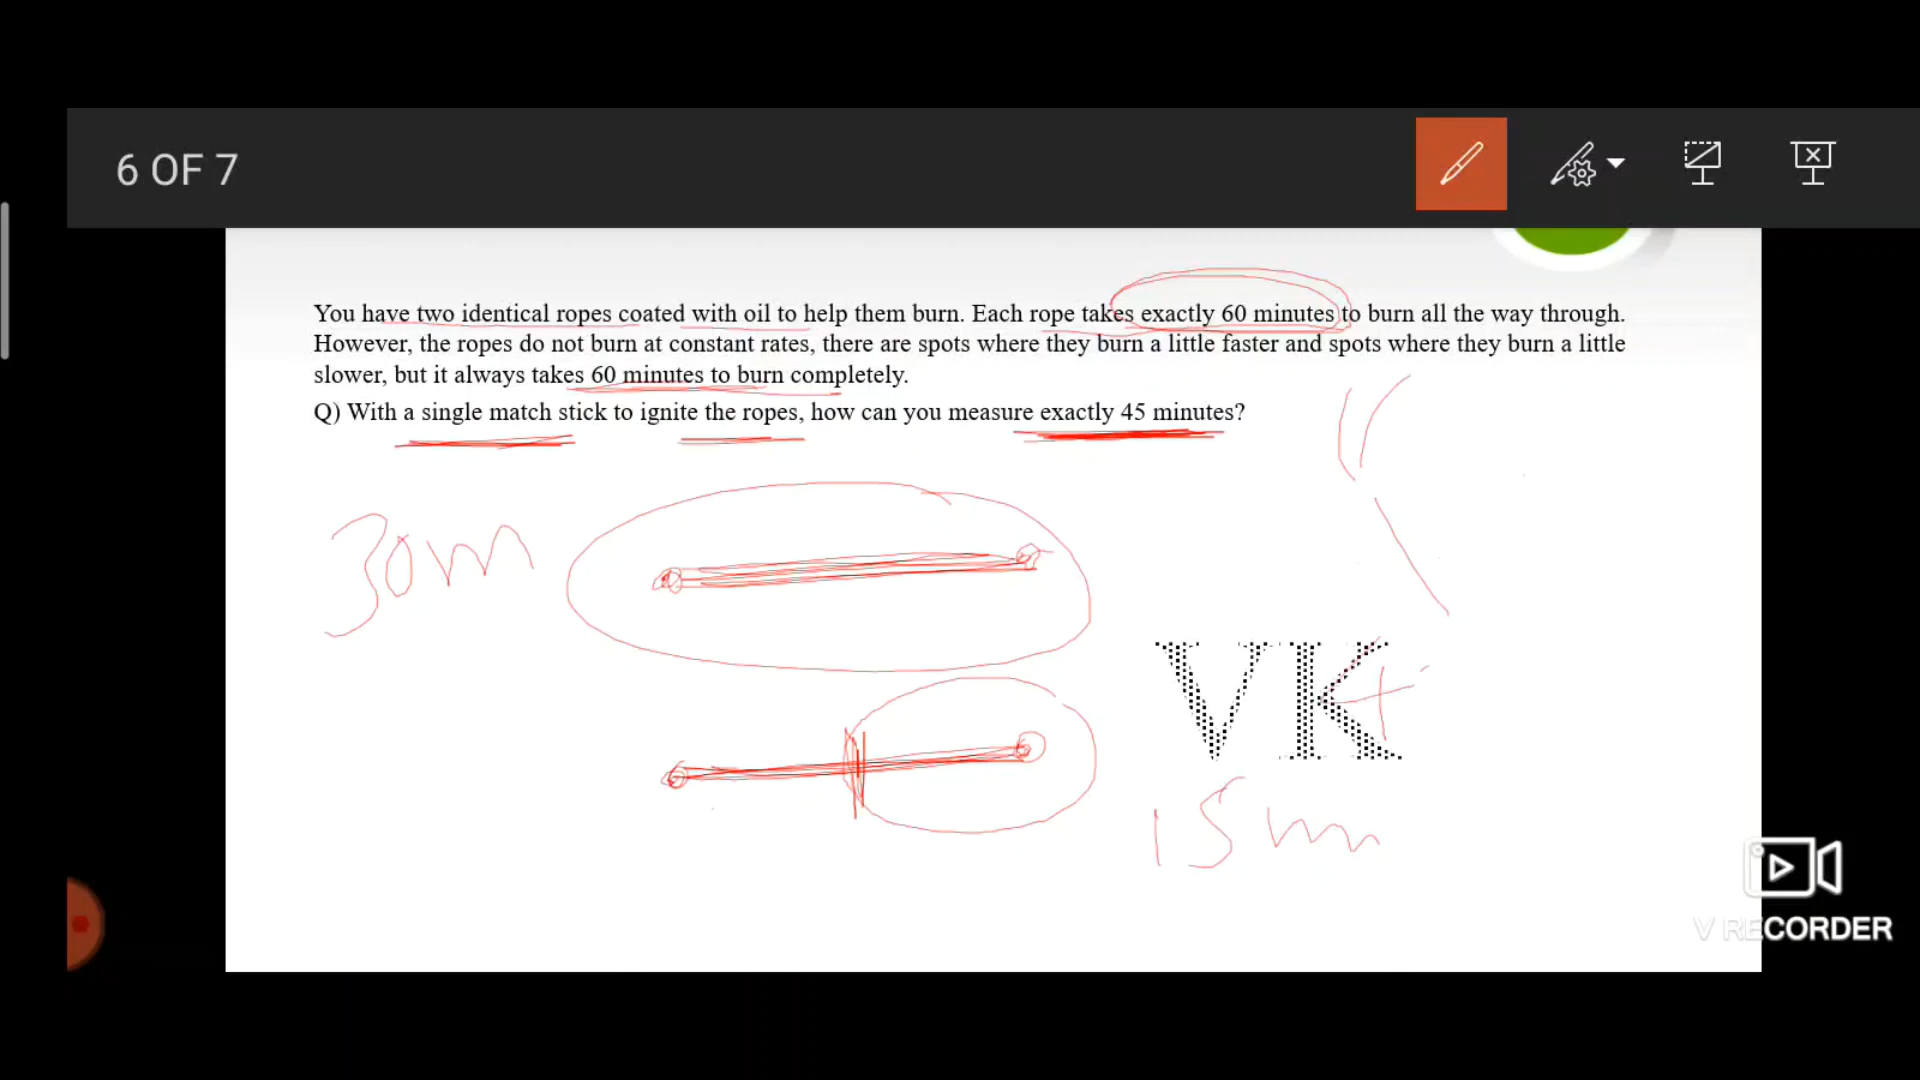 6 OF 7
You have two identical ropes coated with oil to help them burn. Each rope takes exactly 60 minutes to burn all the way through.
However, the ropes do not burn at constant rates, there are spots where they burn a little faster and spots where they burn a little
slower, but it always takes 60 minutes to burn completely.
Q) With a single match stick to ignite the ropes, how can you measure exactly 45 minutes?
30m
VK
15 min
V RECORDER